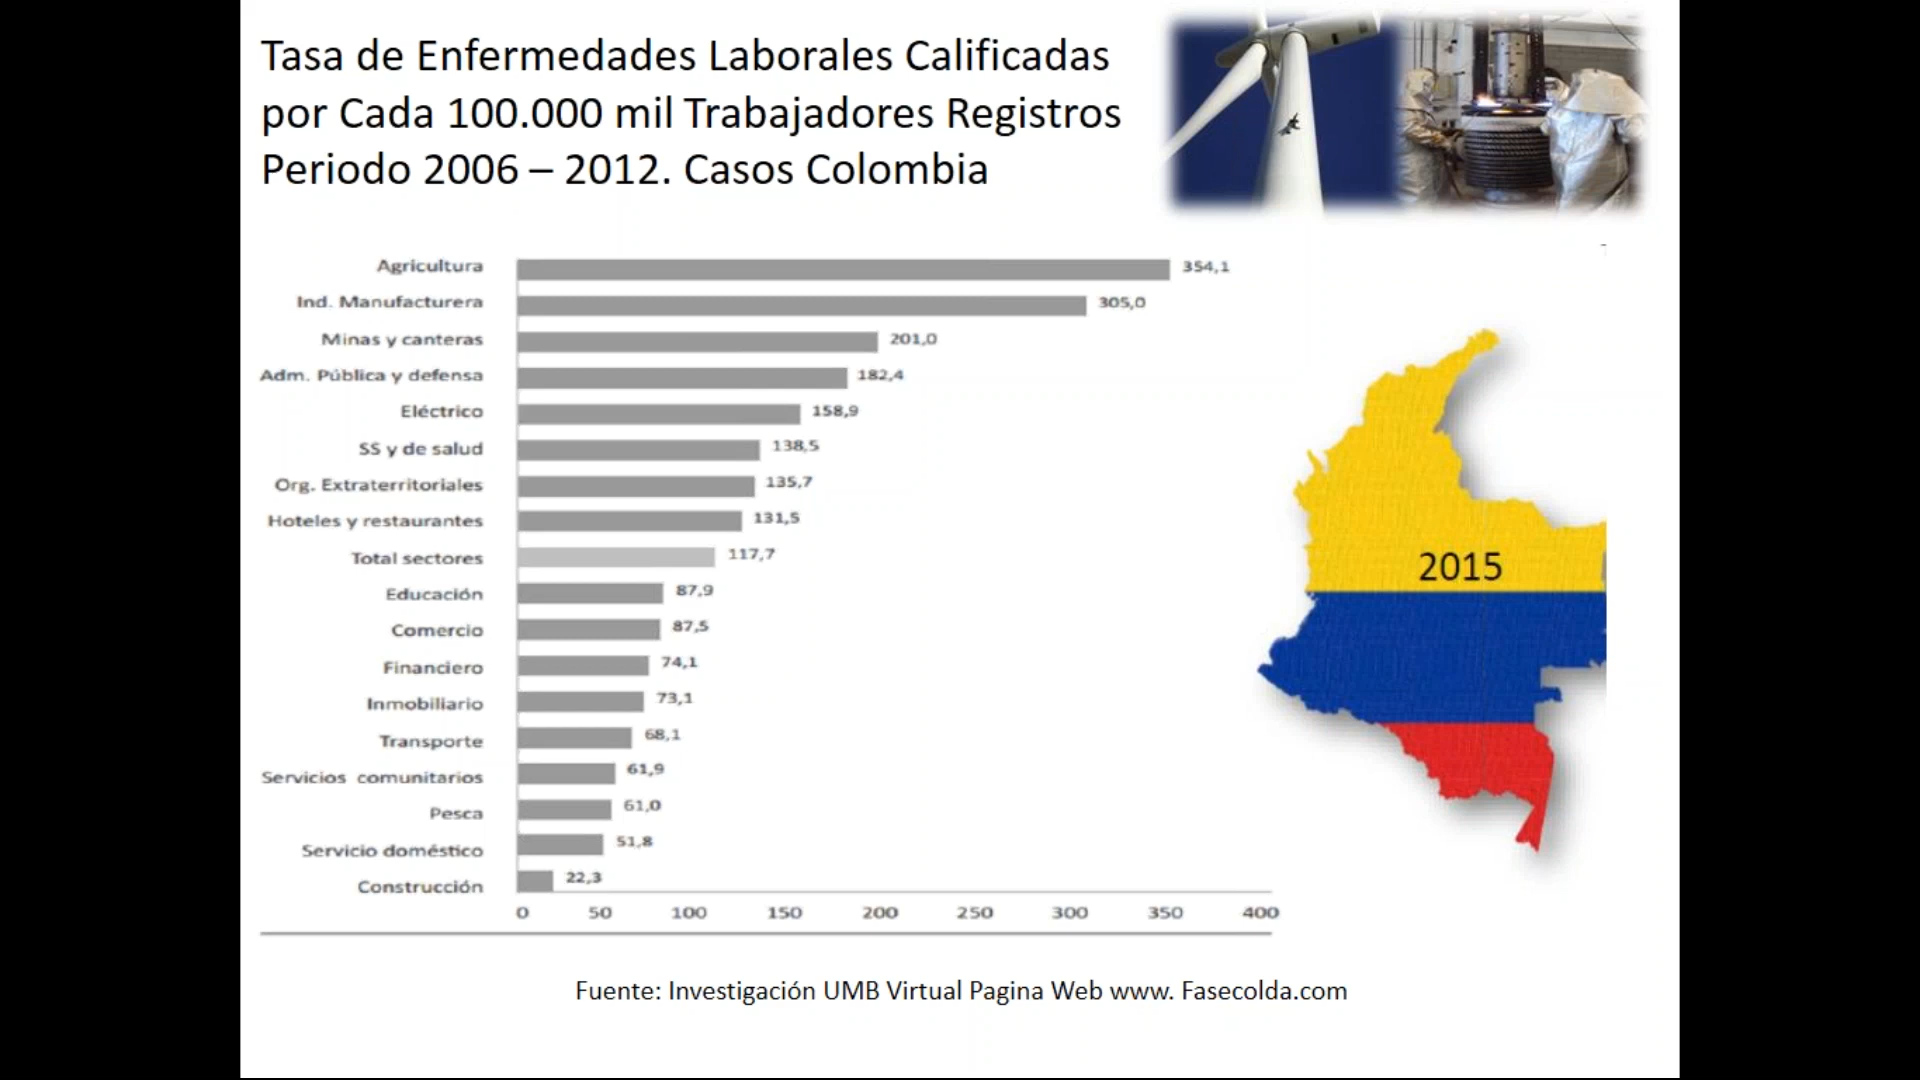 Tasa de Enfermedades Laborales Calificadas
por Cada 100.000 mil Trabajadores Registros
Periodo 2006 – 2012. Casos Colombia
Agricultura 354,1
Ind. Manufacturera 305,0
Minas y canteras 201,0
Adm. Pública y defensa 182,4
Eléctrico 158,9
SS y de salud 138,5
Org. Extraterritoriales 135,7
Hoteles y restaurantes 131,5
Total sectores 117,7
Educación 87,9
Comercio 87,5
Financiero 74,1
Inmobiliario 73,1
Transporte 68,1
Servicios comunitarios 61,9
Pesca 61,0
Servicio doméstico 51,8
Construcción 22,3
0 50 100 150 200 250 300 350 400
2015
Fuente: Investigación UMB Virtual Pagina Web www. Fasecolda.com